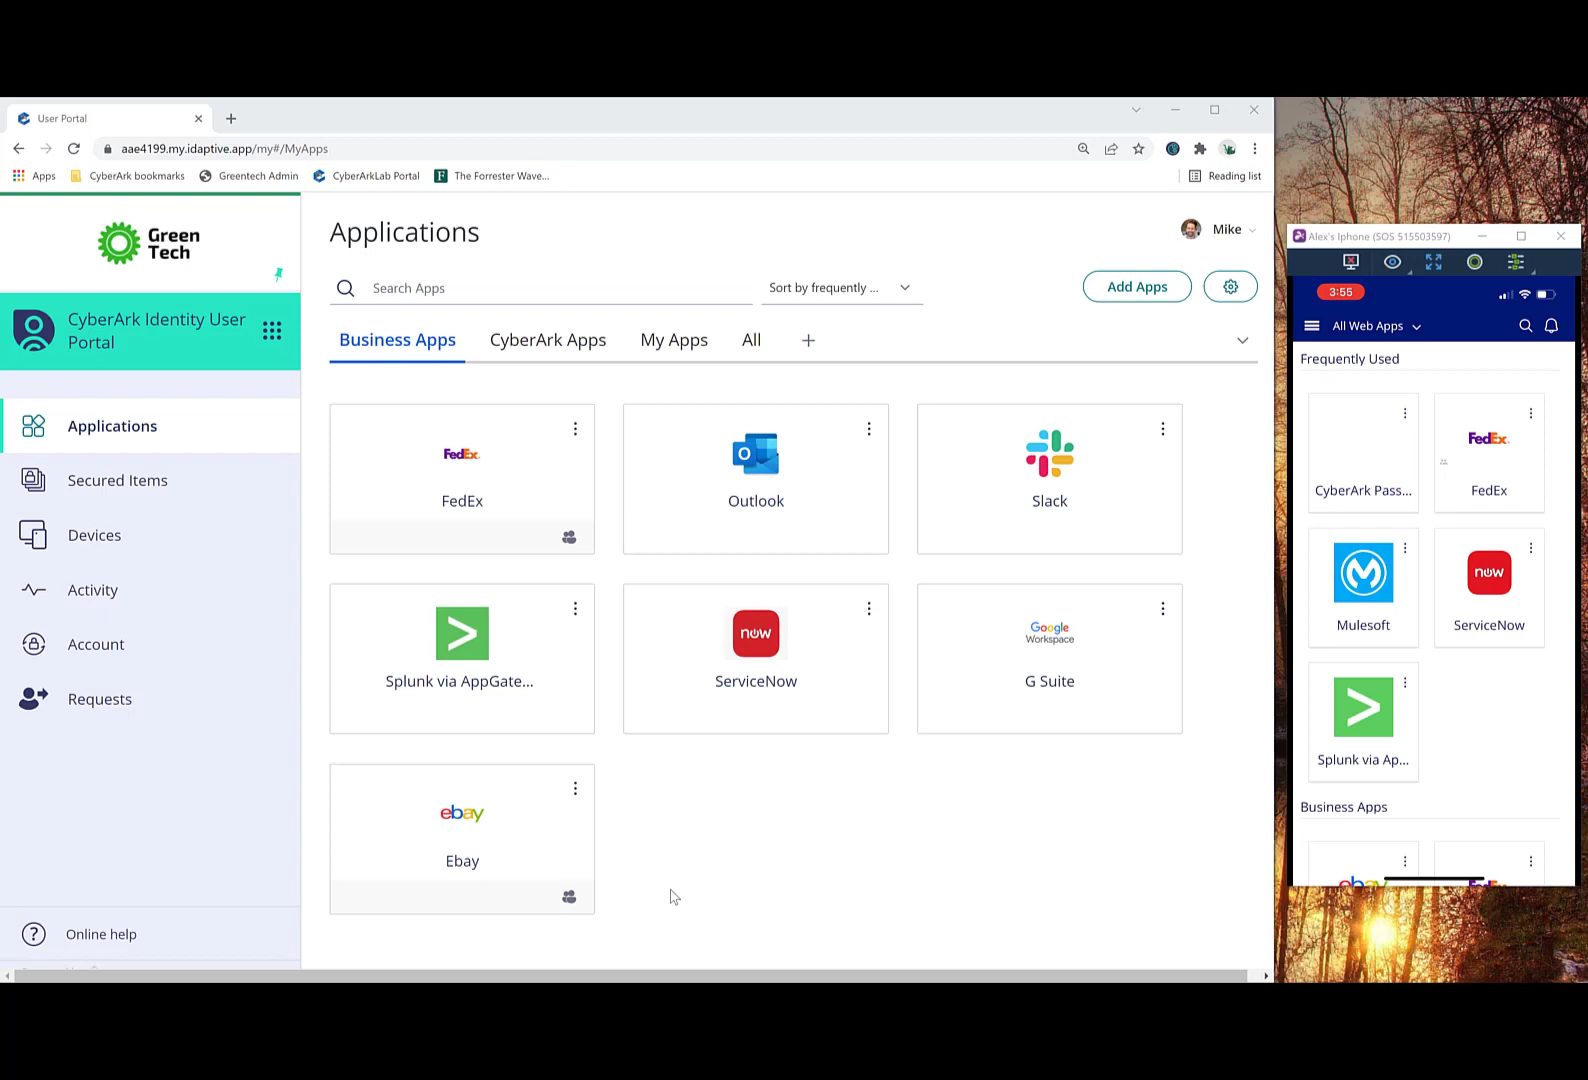 User Portal
aae4199.my.idaptive.app/my#/MyApps
Apps
CyberArk bookmarks
Greentech Admin
CyberArkLab Portal
The Forrester Wave...
Reading list
Green
Tech
CyberArk Identity User
Portal
Applications
Secured Items
Devices
Activity
Account
Requests
Online help
Applications
Mike
Search Apps
Sort by frequently ...
Add Apps
Business Apps
CyberArk Apps
My Apps
All
FedEx.
FedEx
Outlook
Slack
Splunk via AppGate...
now
ServiceNow
Google
Workspace
G Suite
ebay
Ebay
Alex's Iphone (SOS 515503597)
3:55
All Web Apps
Frequently Used
CyberArk Pass...
FedEx.
FedEx
Mulesoft
now
ServiceNow
Splunk via Ap...
Business Apps
ebay
FedEx